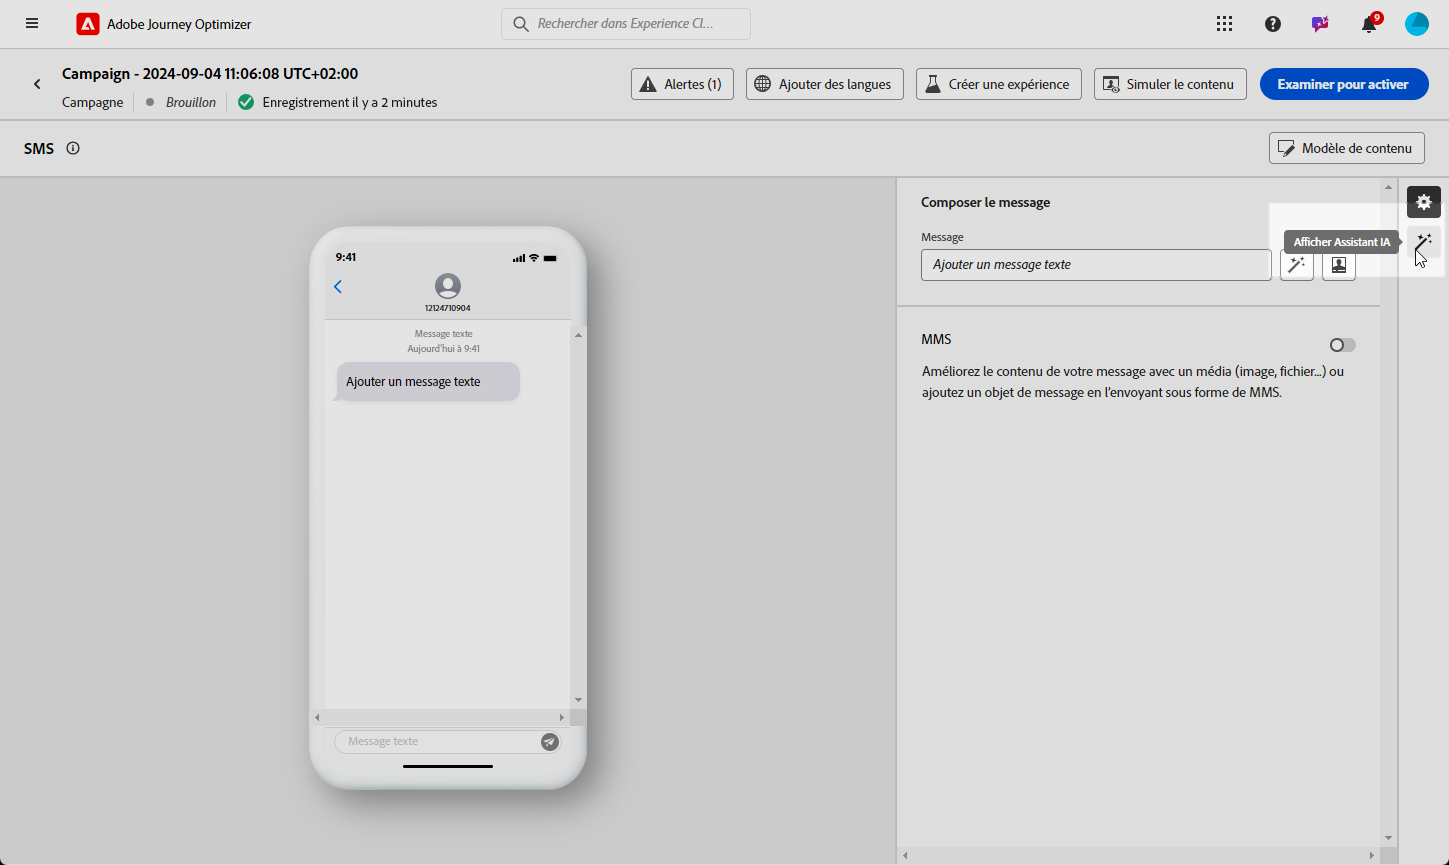 Adobe Journey Optimizer
Rechercher dans Experience Cl...
9
Campaign - 2024-09-04 11:06:08 UTC+02:00
Campagne
Brouillon
Enregistrement il y a 2 minutes
Alertes (1)
Ajouter des langues
Créer une expérience
Simuler le contenu
Examiner pour activer
SMS
Modèle de contenu
9:41
12124710904
Message texte
Aujourd'hui à 9:41
Ajouter un message texte
Message texte
Composer le message
Message
Ajouter un message texte
Afficher Assistant IA
MMS
Améliorez le contenu de votre message avec un média (image, fichier...) ou
ajoutez un objet de message en l'envoyant sous forme de MMS.